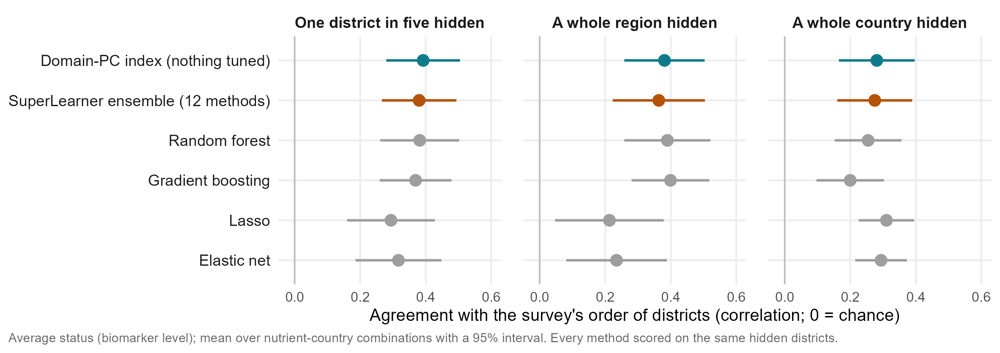 One district in five hidden
A whole region hidden
A whole country hidden
Domain-PC index (nothing tuned)
SuperLearner ensemble (12 methods)
Random forest
Gradient boosting
Lasso
Elastic net
0.0 0.2 0.4 0.6
0.0 0.2 0.4 0.6
0.0 0.2 0.4 0.6
Agreement with the survey's order of districts (correlation; 0 = chance)
Average status (biomarker level); mean over nutrient-country combinations with a 95% interval. Every method scored on the same hidden districts.